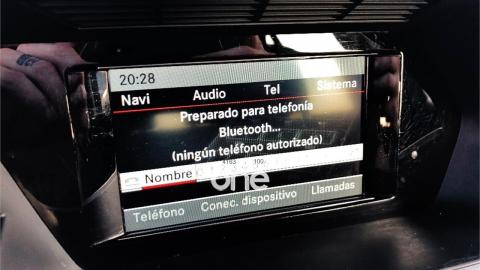 20:28
Navi Audio Tel Sistema
Preparado para telefonía
Bluetooth...
(ningún teléfono autorizado)
100
Nombre
one
Teléfono Conec. dispositivo Llamadas